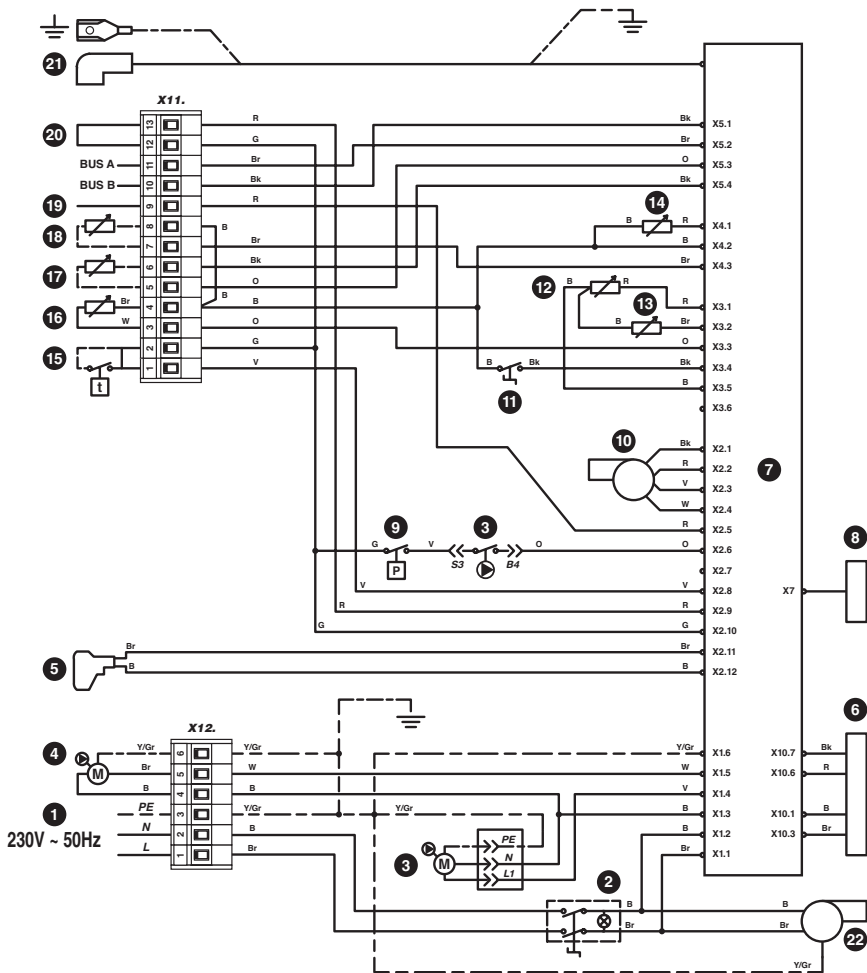 21
X11.
20
13
R
Bk
X5.1
12
G
Br
X5.2
BUS A
11
Br
O
X5.3
BUS B
10
Bk
Bk
X5.4
19
9
R
14
18
8
B
B
R
X4.1
7
Br
B
X4.2
17
6
Bk
Br
X4.3
5
O
12
B
R
16
Br
4
B
B
13
R
X3.1
W
3
O
B
Br
X3.2
15
2
G
O
X3.3
t
1
V
B
Bk
Bk
X3.4
11
B
X3.5
X3.6
10
Bk
X2.1
7
R
X2.2
V
X2.3
W
X2.4
9
3
R
X2.5
8
G
V
O
O
X2.6
P
S3
B4
X2.7
V
V
X2.8
X7
R
R
X2.9
G
G
X2.10
5
Br
Br
X2.11
B
B
X2.12
6
X12.
4
Y/Gr
6
Y/Gr
Y/Gr
X1.6
X10.7
Bk
M
Br
5
W
W
X1.5
X10.6
R
B
4
B
V
X1.4
1
PE
3
Y/Gr
Y/Gr
B
X1.3
X10.1
B
230V ~ 50Hz
N
2
B
PE
B
X1.2
X10.3
Br
L
1
Br
3
M
N
Br
X1.1
L1
2
B
B
Br
Br
22
Y/Gr